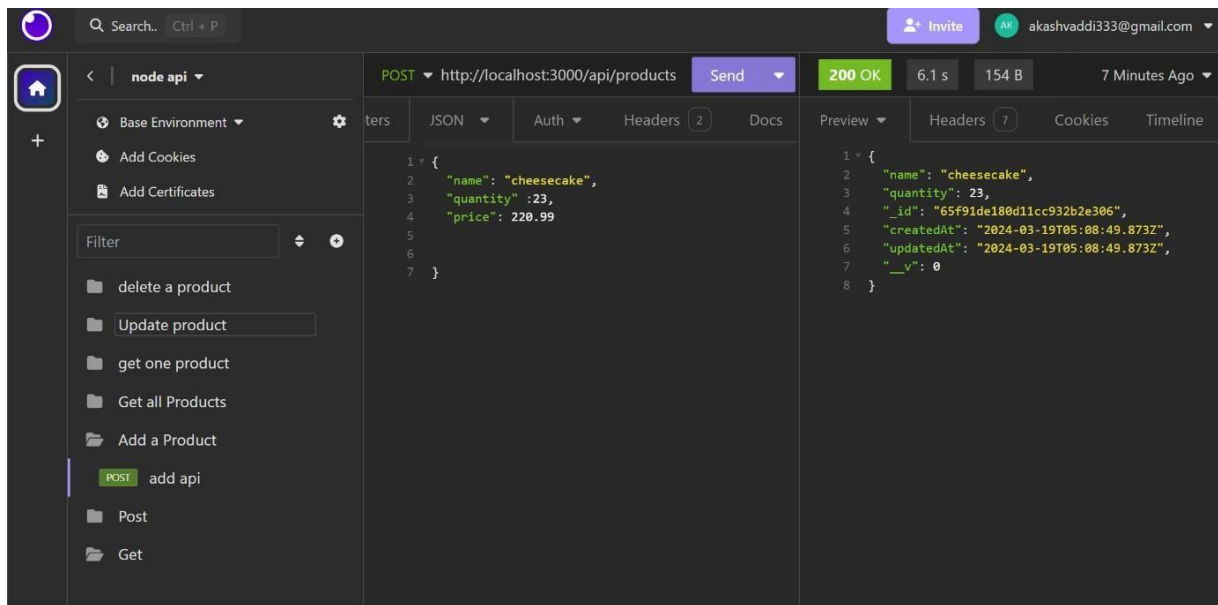 Search.. Ctrl + P
Invite
AK
akashvaddi333@gmail.com
node api
Base Environment
Add Cookies
Add Certificates
Filter
delete a product
Update product
get one product
Get all Products
Add a Product
POST add api
Post
Get
POST http://localhost:3000/api/products Send
ters JSON Auth Headers 2 Docs
1 {
2 "name": "cheesecake",
3 "quantity" :23,
4 "price": 220.99
5
6
7 }
200 OK 6.1 s 154 B 7 Minutes Ago
Preview Headers 7 Cookies Timeline
1 {
2 "name": "cheesecake",
3 "quantity": 23,
4 "_id": "65f91de180d11cc932b2e306",
5 "createdAt": "2024-03-19T05:08:49.873Z",
6 "updatedAt": "2024-03-19T05:08:49.873Z",
7 "__v": 0
8 }